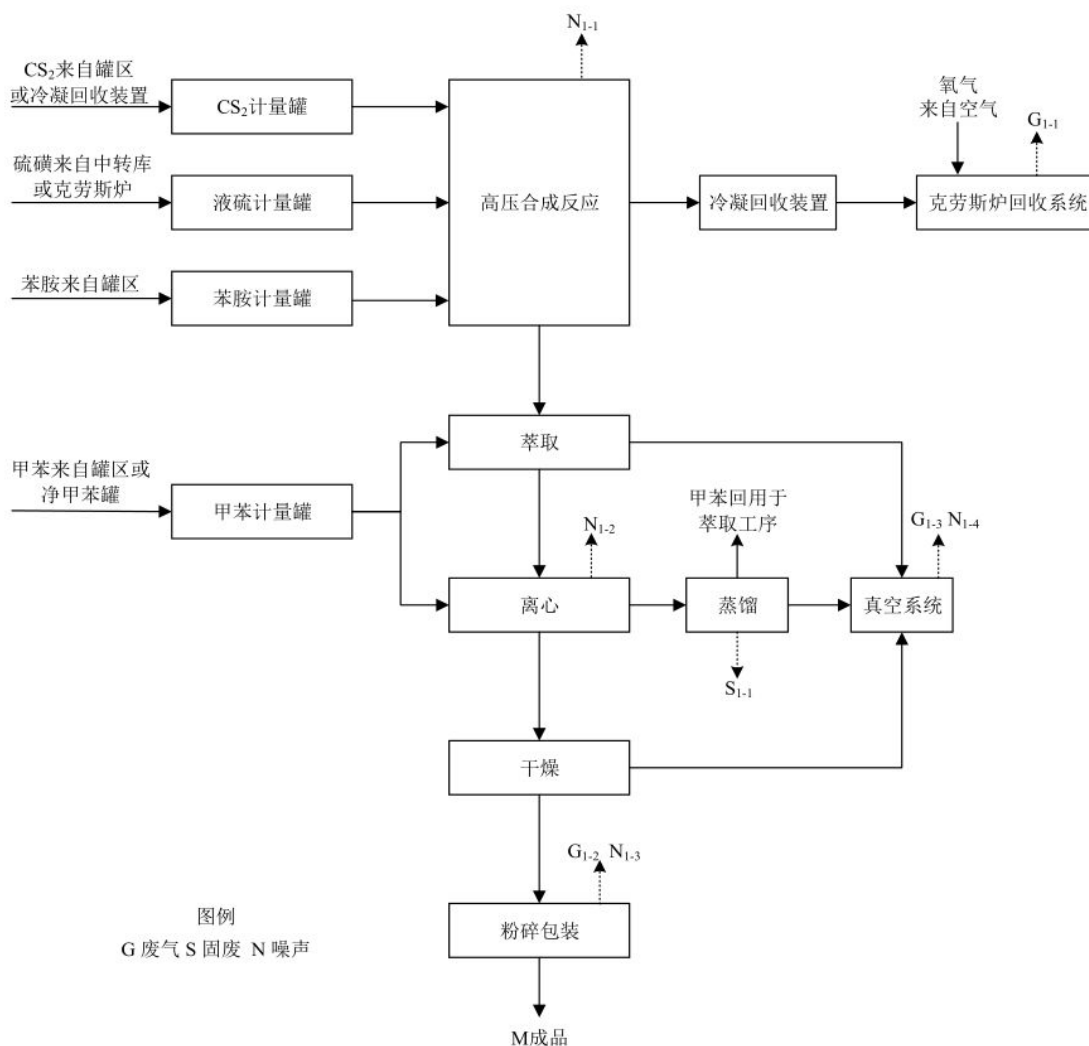 N₁₋₁
CS₂来自罐区
或冷凝回收装置
CS₂计量罐
氧气
来自空气
G₁₋₁
硫磺来自中转库
或克劳斯炉
液硫计量罐
高压合成反应
冷凝回收装置
克劳斯炉回收系统
苯胺来自罐区
苯胺计量罐
萃取
甲苯来自罐区或
净甲苯罐
甲苯计量罐
甲苯回用于
萃取工序
N₁₋₂
G₁₋₃ N₁₋₄
离心
蒸馏
真空系统
S₁₋₁
干燥
G₁₋₂ N₁₋₃
图例
G 废气 S 固废 N 噪声
粉碎包装
M成品